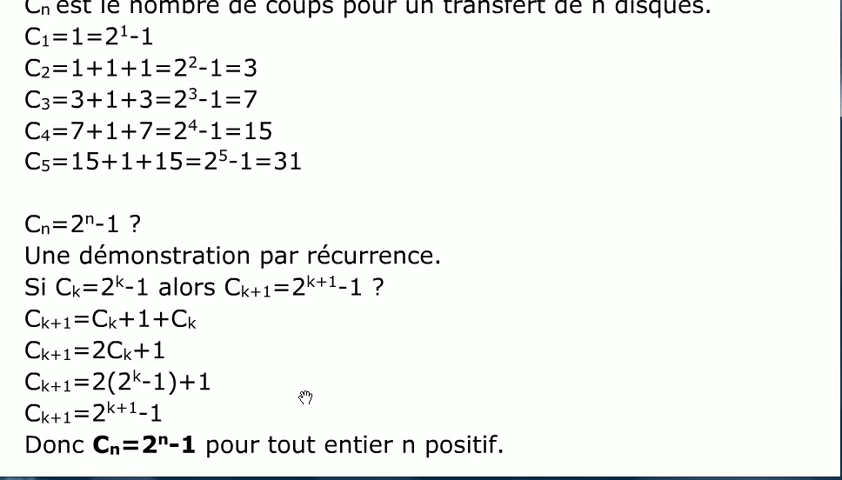 Cₙ est le nombre de coups pour un transfert de n disques.
C₁=1=2¹-1
C₂=1+1+1=2²-1=3
C₃=3+1+3=2³-1=7
C₄=7+1+7=2⁴-1=15
C₅=15+1+15=2⁵-1=31
Cₙ=2ⁿ-1 ?
Une démonstration par récurrence.
Si Cₖ=2ᵏ-1 alors Cₖ₊₁=2ᵏ⁺¹-1 ?
Cₖ₊₁=Cₖ+1+Cₖ
Cₖ₊₁=2Cₖ+1
Cₖ₊₁=2(2ᵏ-1)+1
Cₖ₊₁=2ᵏ⁺¹-1
Donc Cₙ=2ⁿ-1 pour tout entier n positif.